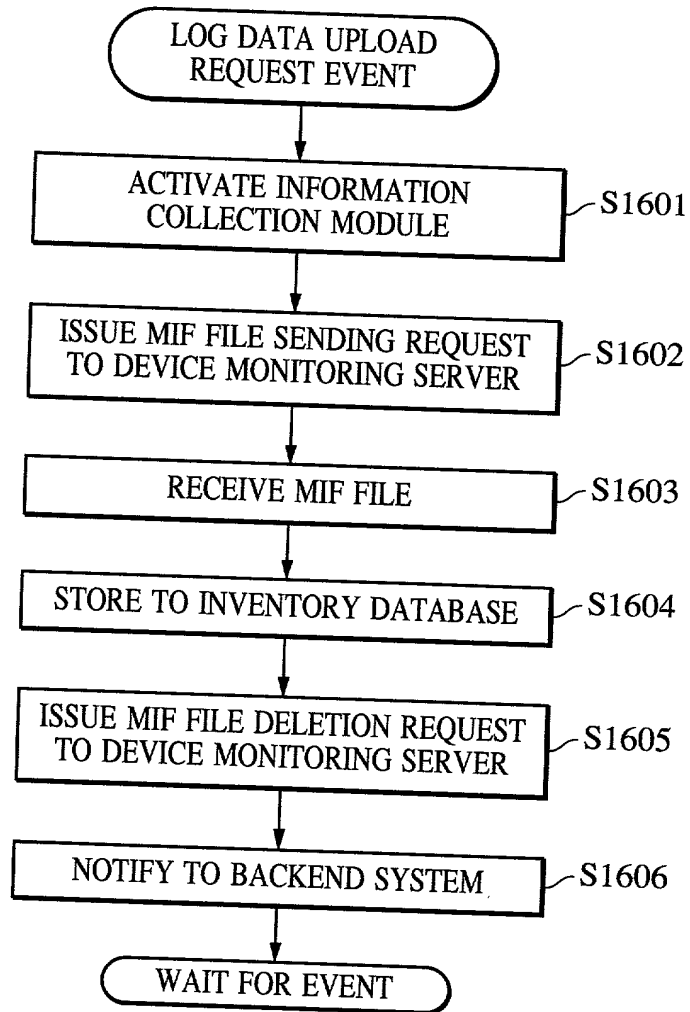 LOG DATA UPLOAD
REQUEST EVENT
ACTIVATE INFORMATION
COLLECTION MODULE
S1601
ISSUE MIF FILE SENDING REQUEST
TO DEVICE MONITORING SERVER
S1602
RECEIVE MIF FILE
S1603
STORE TO INVENTORY DATABASE
S1604
ISSUE MIF FILE DELETION REQUEST
TO DEVICE MONITORING SERVER
S1605
NOTIFY TO BACKEND SYSTEM
S1606
WAIT FOR EVENT